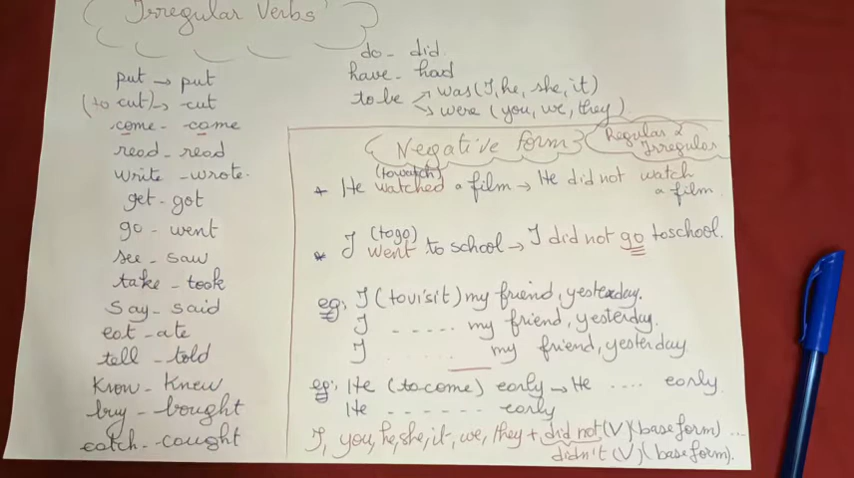 Irregular Verbs
put → put
(to cut) → cut
come - came
read - read
write - wrote.
get - got
go - went
see - saw
take - took
say - said
eat - ate
tell - told
know - knew
buy - bought
catch - caught
do - did.
have - had
to be → was (I, he, she, it)
→ were (you, we, they)
Negative form
Regular &
Irregular
(to watch)
* He watched a film → He did not watch
a film.
(to go)
* I went to school → I did not go to school.
eg: I (to visit) my friend, yesterday.
I ...... my friend, yesterday.
I ...... my friend, yesterday.
eg: He (to come) early → He .... early.
He ....... early
I, you, he, she, it, we, they + did not (V) (base form) ...
didn't (V) (base form).